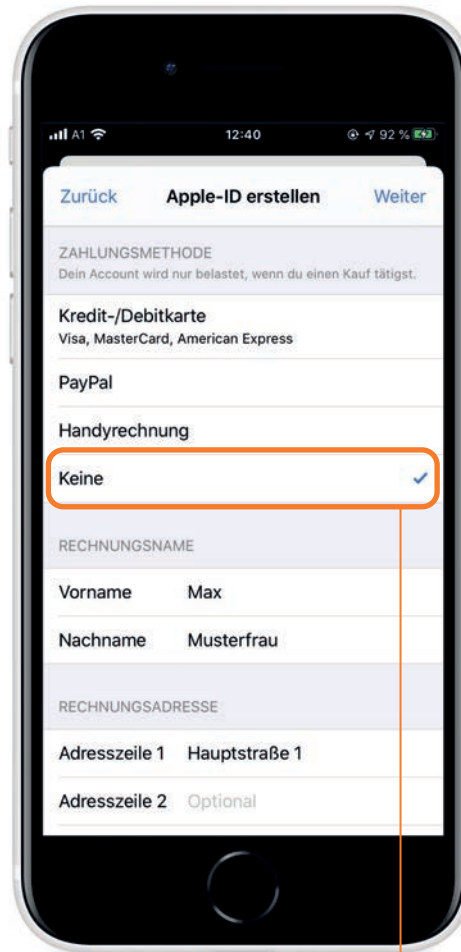 A1 12:40 92 %
Zurück Apple-ID erstellen Weiter
ZAHLUNGSMETHODE
Dein Account wird nur belastet, wenn du einen Kauf tätigst.
Kredit-/Debitkarte
Visa, MasterCard, American Express
PayPal
Handyrechnung
Keine
RECHNUNGSNAME
Vorname Max
Nachname Musterfrau
RECHNUNGSADRESSE
Adresszeile 1 Hauptstraße 1
Adresszeile 2 Optional